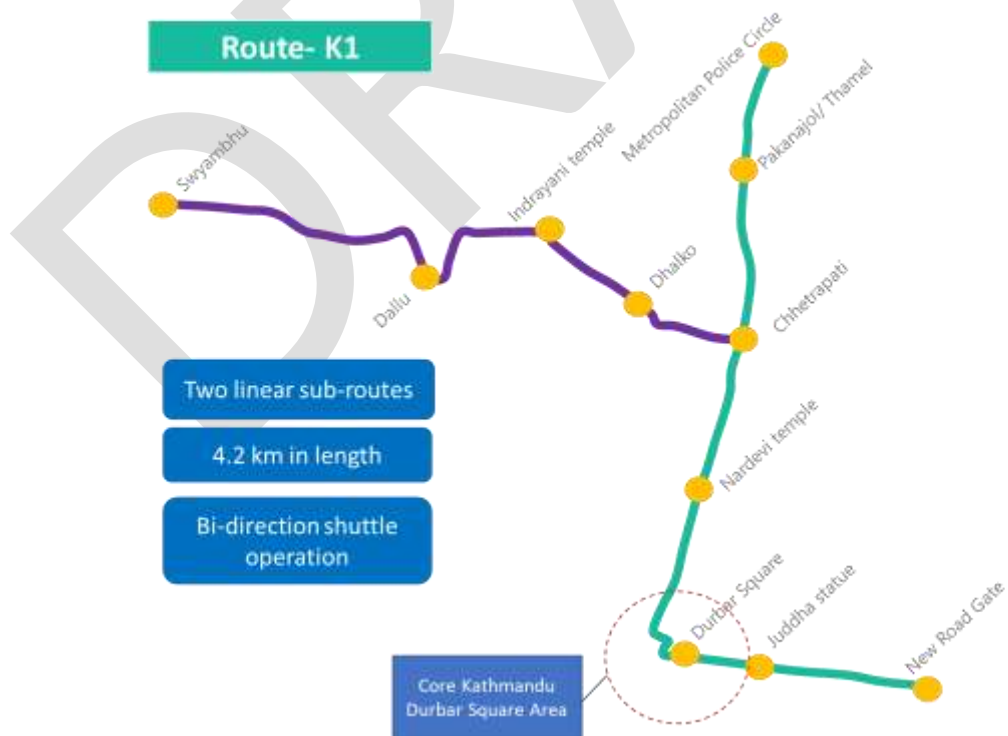 Route- K1
Metropolitan Police Circle
Pakanajol/ Thamel
Swyambhu
Indrayani temple
Dhalko
Dallu
Chhetrapati
Two linear sub-routes
4.2 km in length
Bi-direction shuttle
operation
Nardevi temple
Durbar Square
Juddha statue
New Road Gate
Core Kathmandu
Durbar Square Area